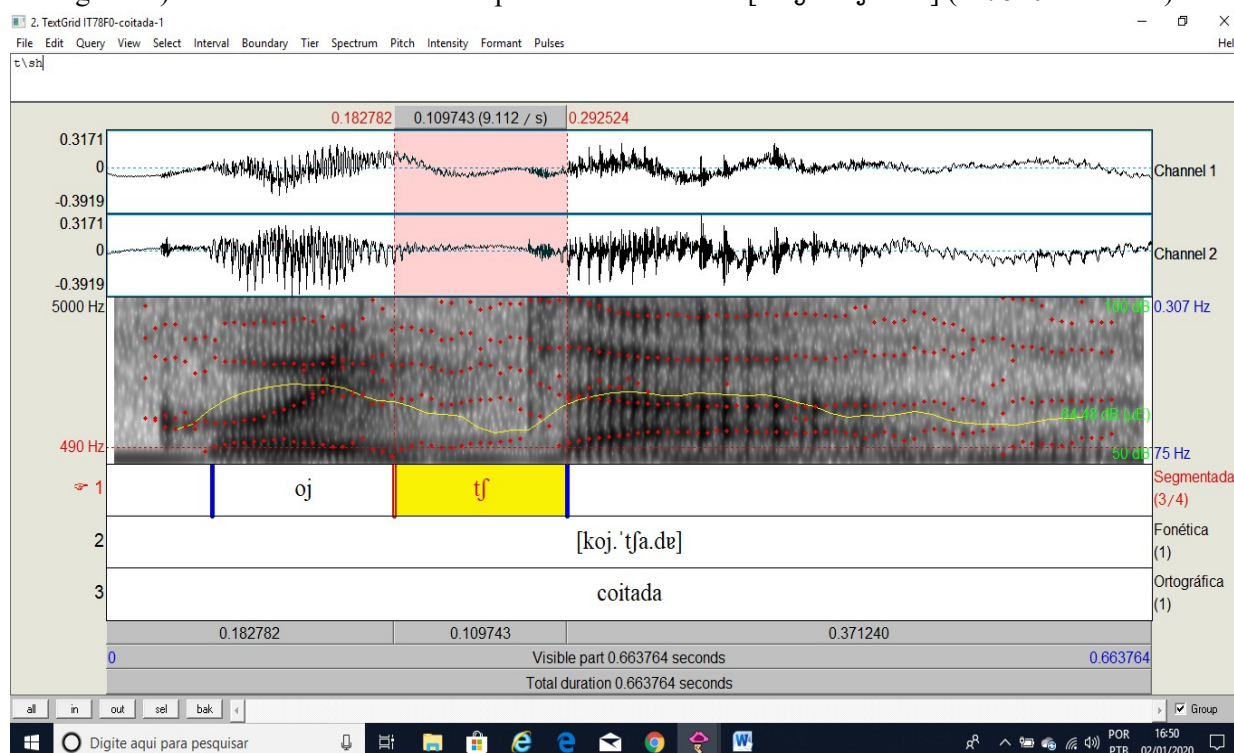 2. TextGrid IT78F0-coitada-1
File Edit Query View Select Interval Boundary Tier Spectrum Pitch Intensity Formant Pulses Hel
t\sh
0.182782 0.109743 (9.112 / s) 0.292524
0.3171
0
-0.3919
Channel 1
0.3171
0
-0.3919
Channel 2
5000 Hz 100 dB 0.307 Hz
490 Hz
50 dB 75 Hz
1 oj tʃ Segmentada
(3/4)
2 [koj.ˈtʃa.dɐ] Fonética
(1)
3 coitada Ortográfica
(1)
0.182782 0.109743 0.371240
0 Visible part 0.663764 seconds 0.663764
Total duration 0.663764 seconds
all in out sel bak Group
Digite aqui para pesquisar POR 16:50
PTB 02/01/2020